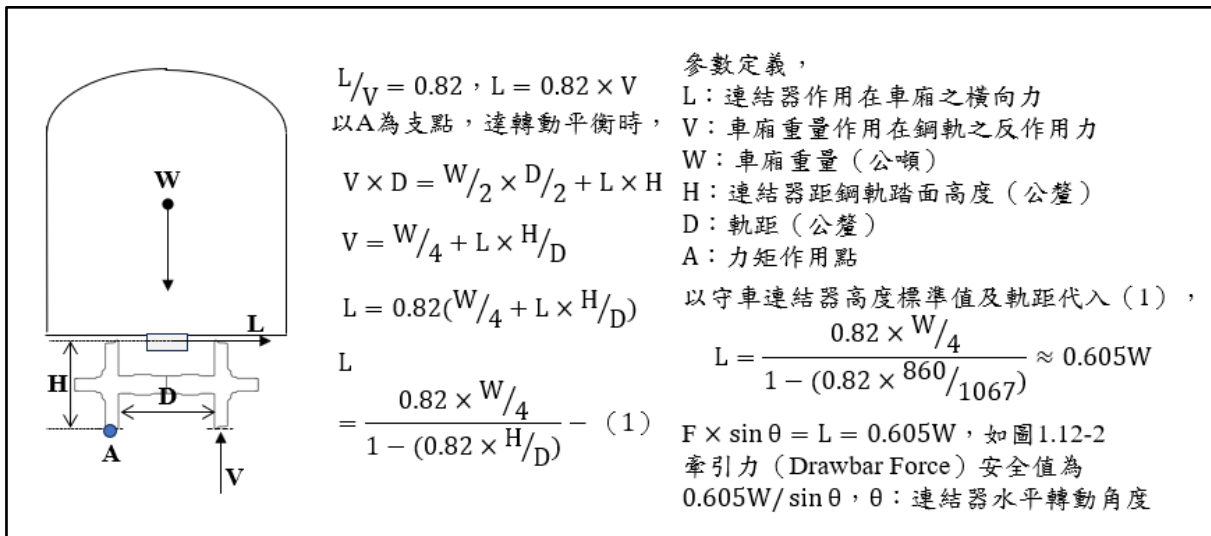 W
L
H
D
A
V
L/V = 0.82，L = 0.82 × V
以A為支點，達轉動平衡時，
V × D = W/2 × D/2 + L × H
V = W/4 + L × H/D
L = 0.82(W/4 + L × H/D)
L
= 0.82 × W/4 / 1 − (0.82 × H/D) −（1）
參數定義，
L：連結器作用在車廂之橫向力
V：車廂重量作用在鋼軌之反作用力
W：車廂重量（公噸）
H：連結器距鋼軌踏面高度（公釐）
D：軌距（公釐）
A：力矩作用點
以守車連結器高度標準值及軌距代入（1），
L = 0.82 × W/4 / 1 − (0.82 × 860/1067) ≈ 0.605W
F × sin θ = L = 0.605W，如圖1.12-2
牽引力（Drawbar Force）安全值為
0.605W/ sin θ，θ：連結器水平轉動角度